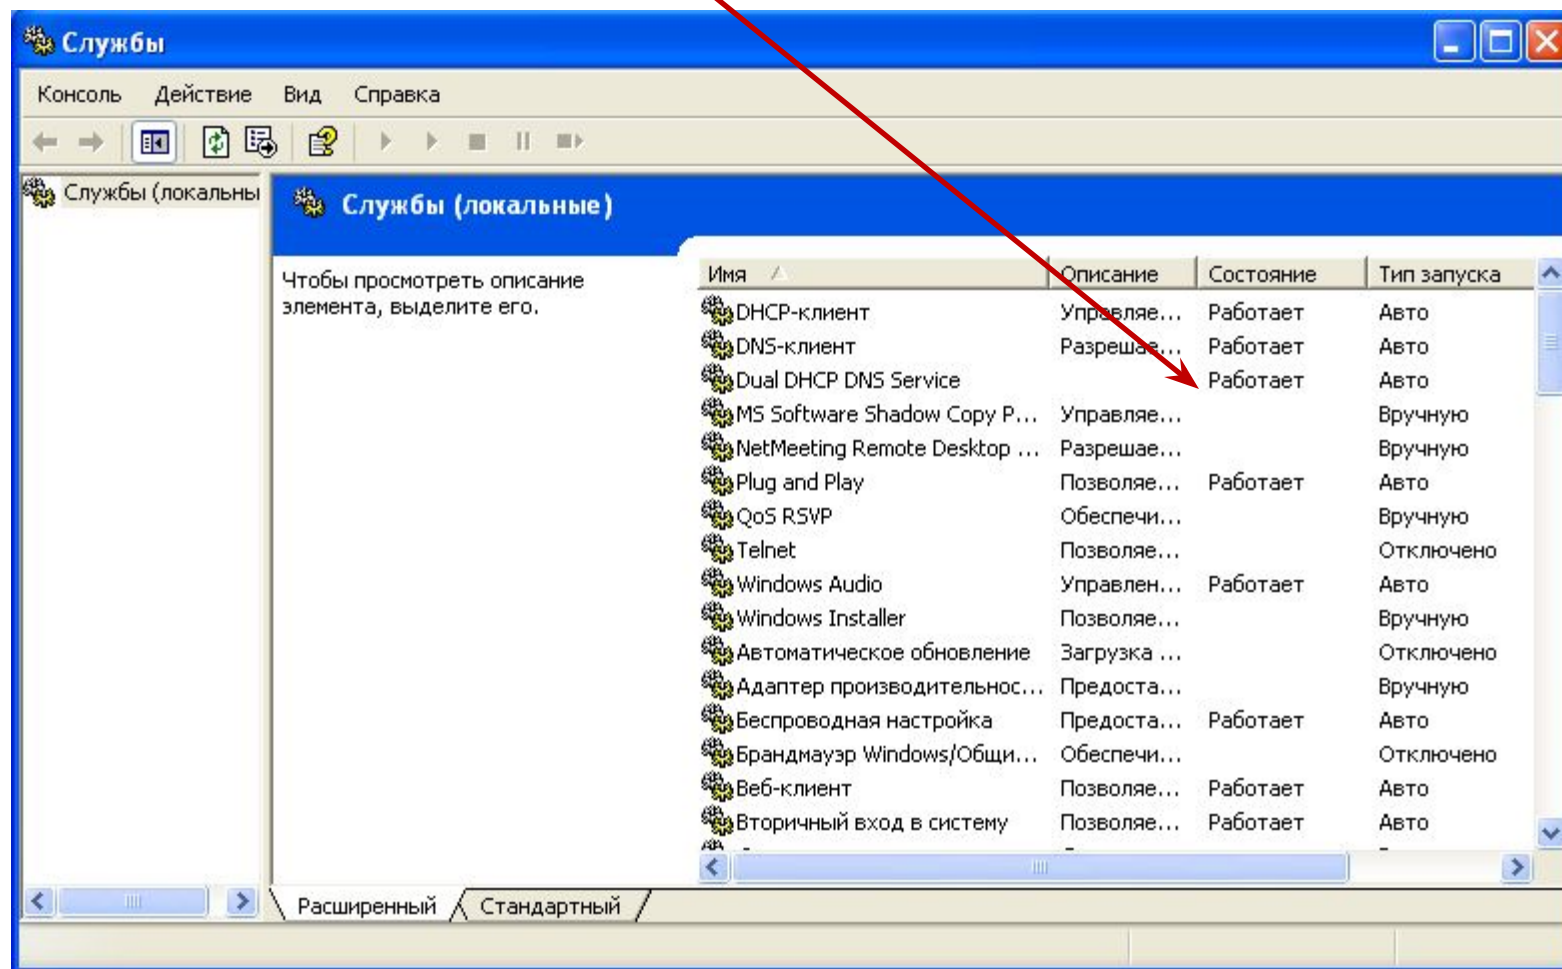 Службы
Консоль Действие Вид Справка
Службы (локальны
Службы (локальные)
Чтобы просмотреть описание
элемента, выделите его.
Имя Описание Состояние Тип запуска
DHCP-клиент Управляе... Работает Авто
DNS-клиент Разрешае... Работает Авто
Dual DHCP DNS Service Работает Авто
MS Software Shadow Copy P... Управляе... Вручную
NetMeeting Remote Desktop ... Разрешае... Вручную
Plug and Play Позволяе... Работает Авто
QoS RSVP Обеспечи... Вручную
Telnet Позволяе... Отключено
Windows Audio Управлен... Работает Авто
Windows Installer Позволяе... Вручную
Автоматическое обновление Загрузка ... Отключено
Адаптер производительнос... Предоста... Вручную
Беспроводная настройка Предоста... Работает Авто
Брандмауэр Windows/Общи... Обеспечи... Отключено
Веб-клиент Позволяе... Работает Авто
Вторичный вход в систему Позволяе... Работает Авто
Расширенный Стандартный